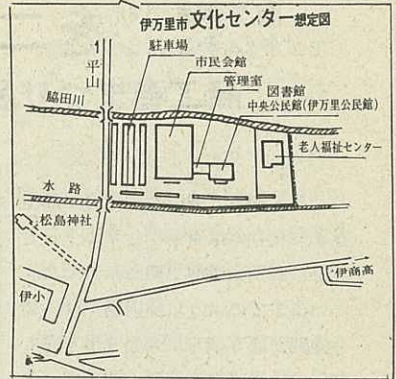 伊万里市文化センター想定図
駐車場
平山
市民会館
管理室
図書館
中央公民館(伊万里公民館)
脇田川
老人福祉センター
水路
松島神社
伊小
伊商高